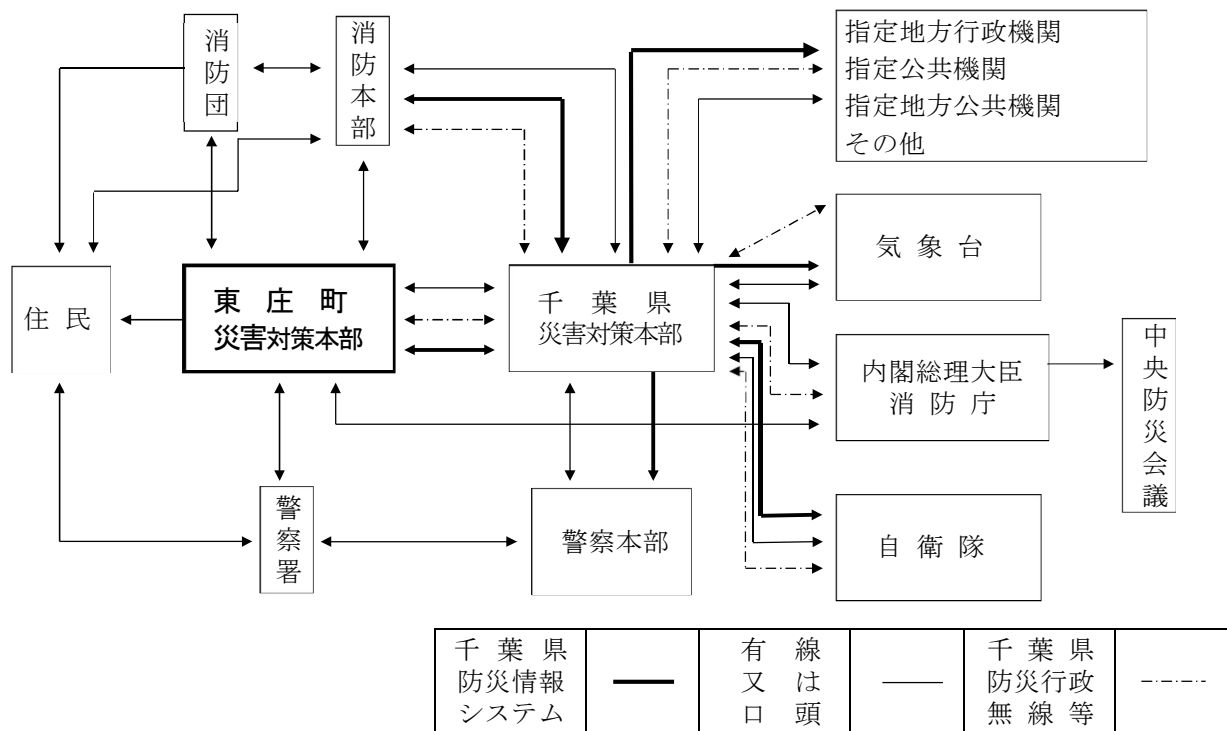 消防団
消防本部
指定地方行政機関
指定公共機関
指定地方公共機関
その他
気象台
住民
東庄町
災害対策本部
千葉県
災害対策本部
内閣総理大臣
消防庁
中央防災会議
警察署
警察本部
自衛隊
千葉県
防災情報
システム
有線
又は
口頭
千葉県
防災行政
無線等